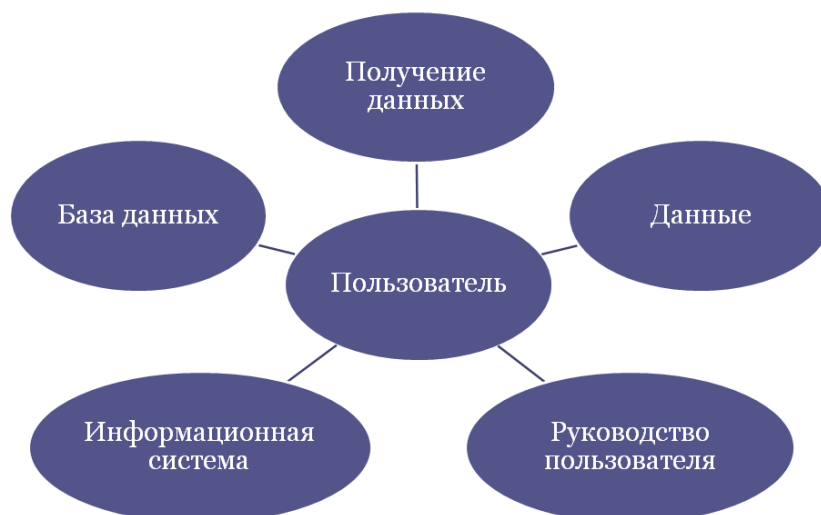 Получение
данных
База данных
Данные
Пользователь
Информационная
система
Руководство
пользователя